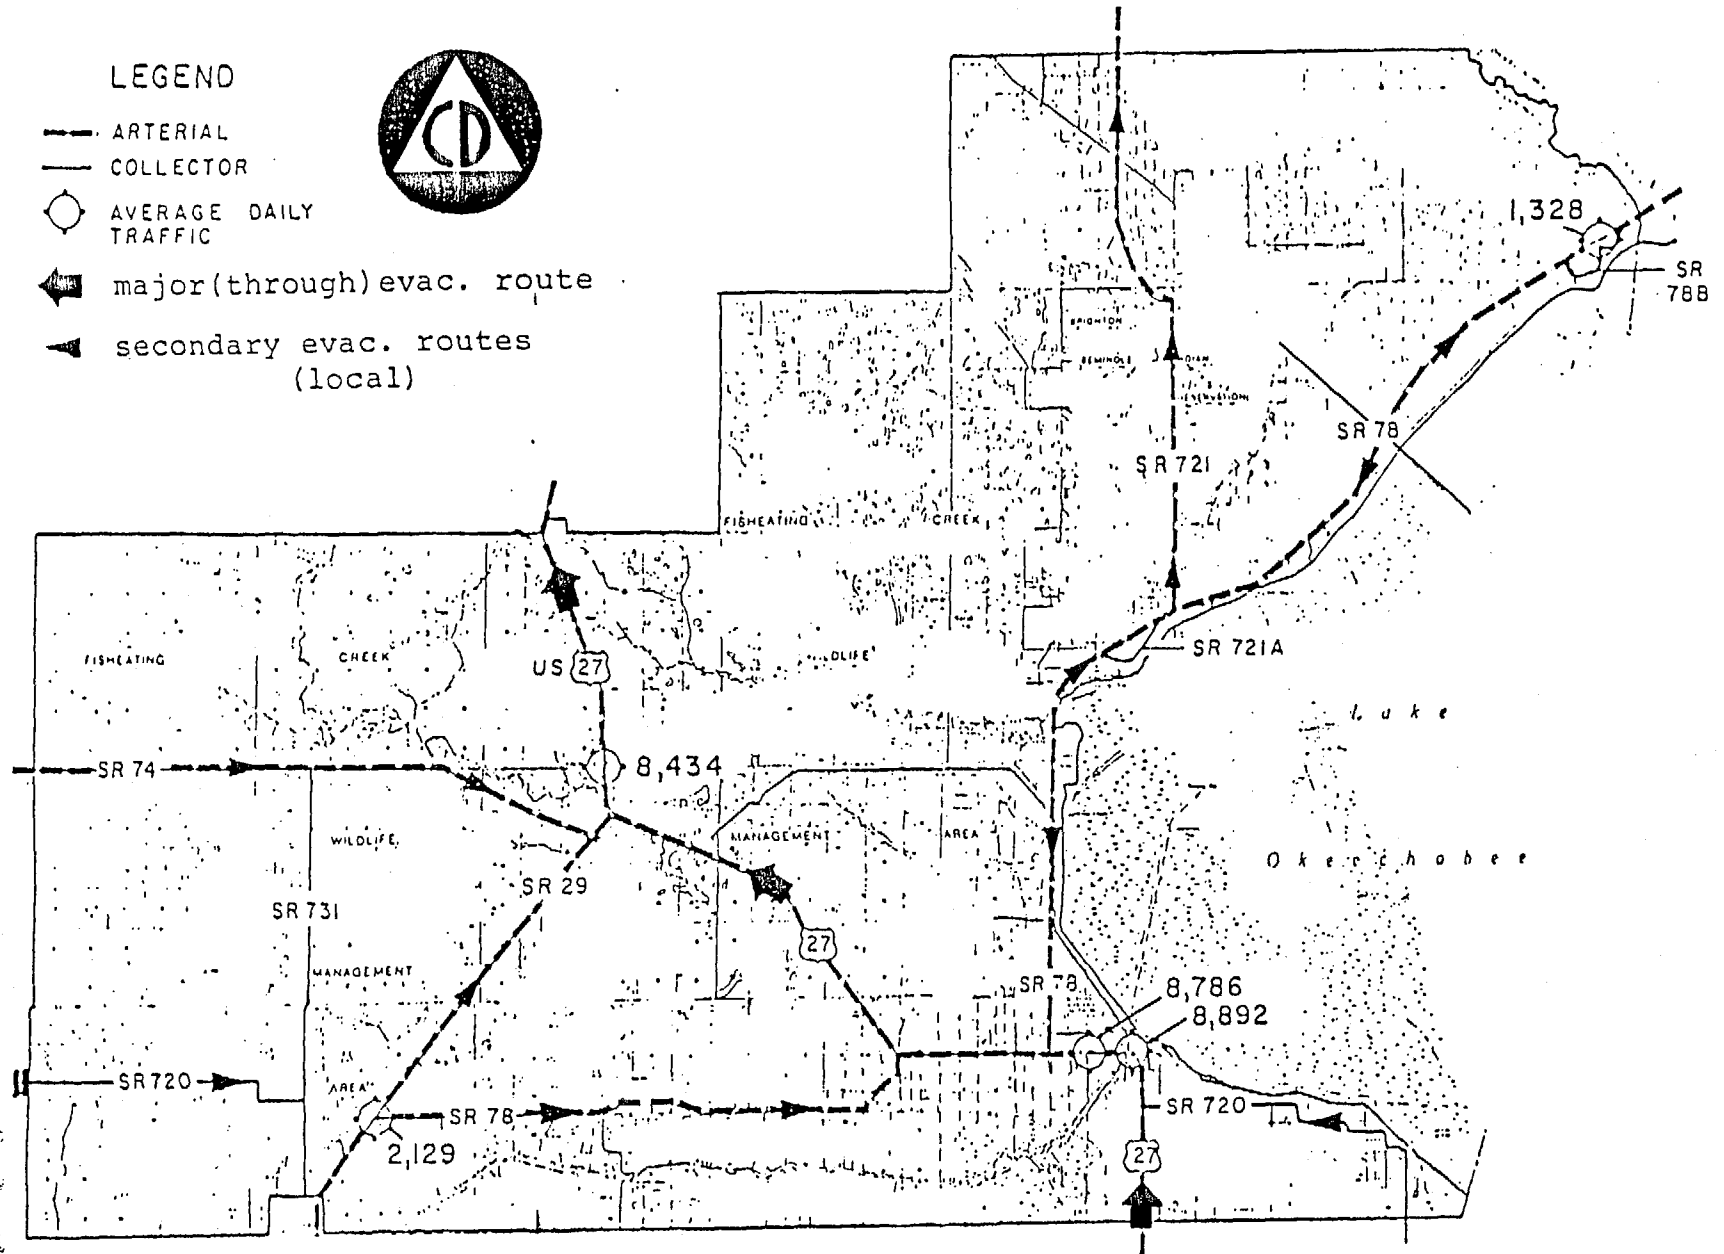 LEGEND
ARTERIAL
COLLECTOR
AVERAGE DAILY
TRAFFIC
major(through)evac. route
secondary evac. routes
(local)
CD
1,328
SR
78B
BRIGHTON
SEMINOLE
SR 78
SR 721
FISHEATING CREEK
SR 721A
FISHEATING CREEK
US 27
Lake
SR 74
8,434
WILDLIFE
MANAGEMENT AREA
Okeechobee
SR 29
SR 731
27
MANAGEMENT
SR 78
8,786
8,892
SR 720
AREA
SR 78
SR 720
2,129
27